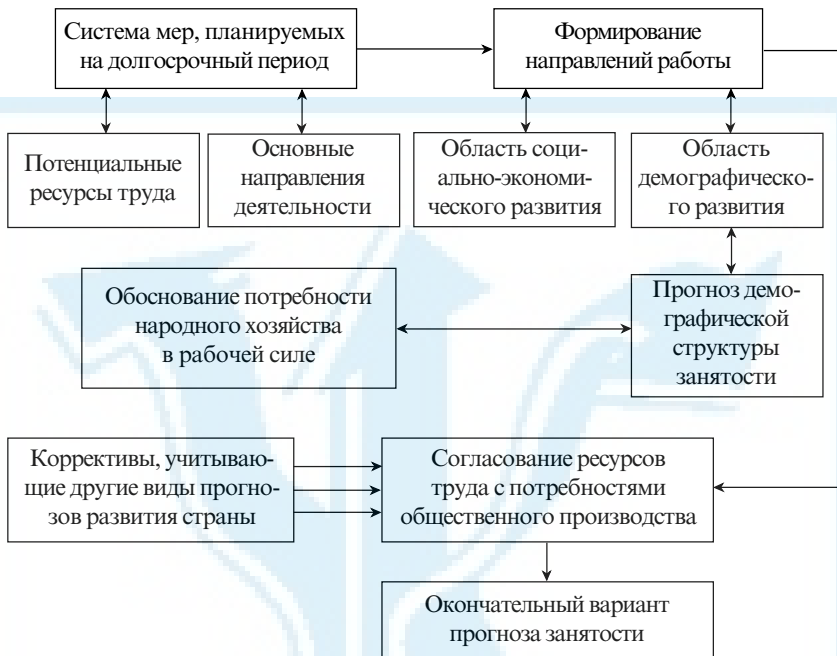 Система мер, планируемых
на долгосрочный период
Формирование
направлений работы
Потенциальные
ресурсы труда
Основные
направления
деятельности
Область соци-
ально-экономи-
ческого развития
Область
демографическо-
го развития
Обоснование потребности
народного хозяйства
в рабочей силе
Прогноз демо-
графической
структуры
занятости
Коррективы, учитываю-
щие другие виды прогно-
зов развития страны
Согласование ресурсов
труда с потребностями
общественного производства
Окончательный вариант
прогноза занятости